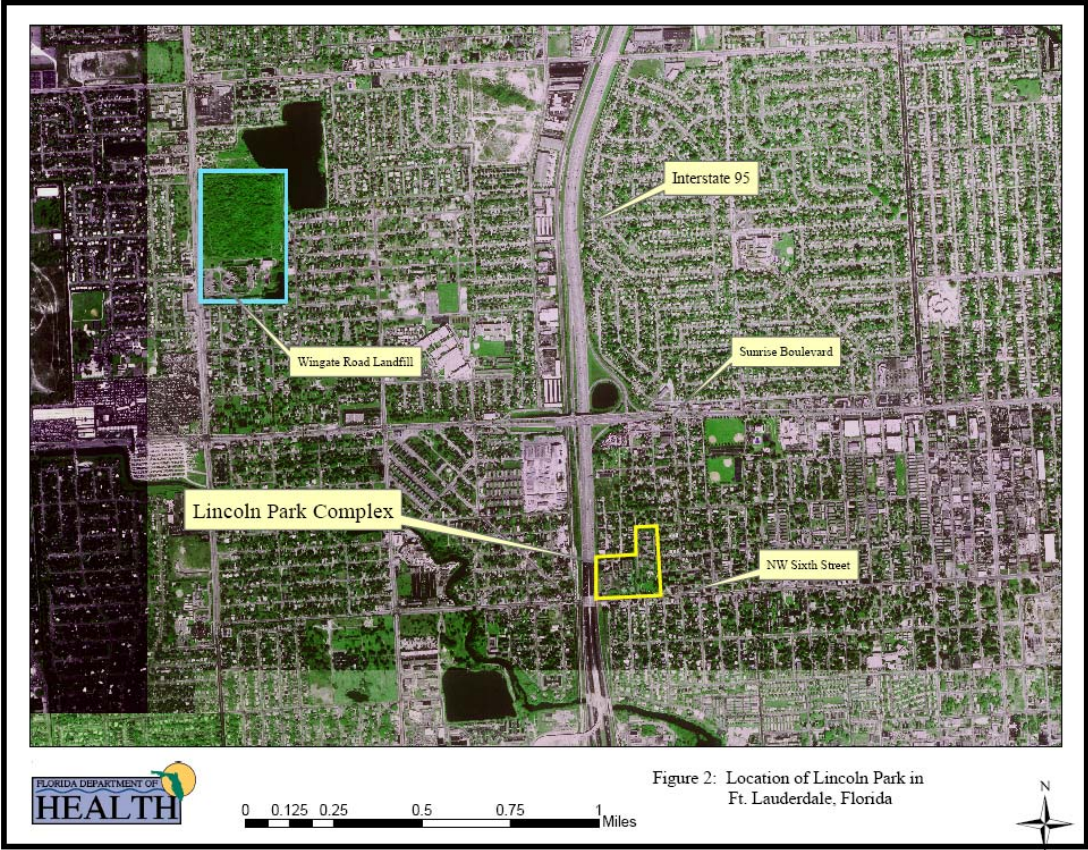 Interstate 95
Wingate Road Landfill
Sunrise Boulevard
Lincoln Park Complex
NW Sixth Street
FLORIDA DEPARTMENT OF
HEALTH
0 0.125 0.25 0.5 0.75 1
Miles
Figure 2: Location of Lincoln Park in
Ft. Lauderdale, Florida
N